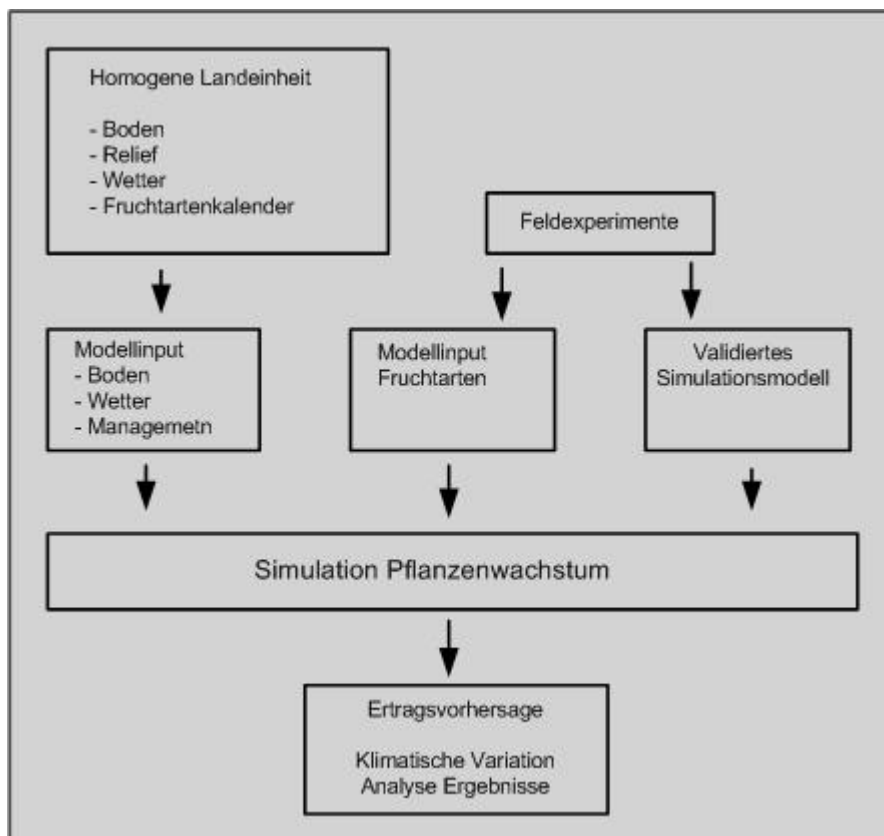 Homogene Landeinheit
- Boden
- Relief
- Wetter
- Fruchtartenkalender
Feldexperimente
Modellinput
- Boden
- Wetter
- Managemetn
Modellinput
Fruchtarten
Validiertes
Simulationsmodell
Simulation Pflanzenwachstum
Ertragsvorhersage
Klimatische Variation
Analyse Ergebnisse